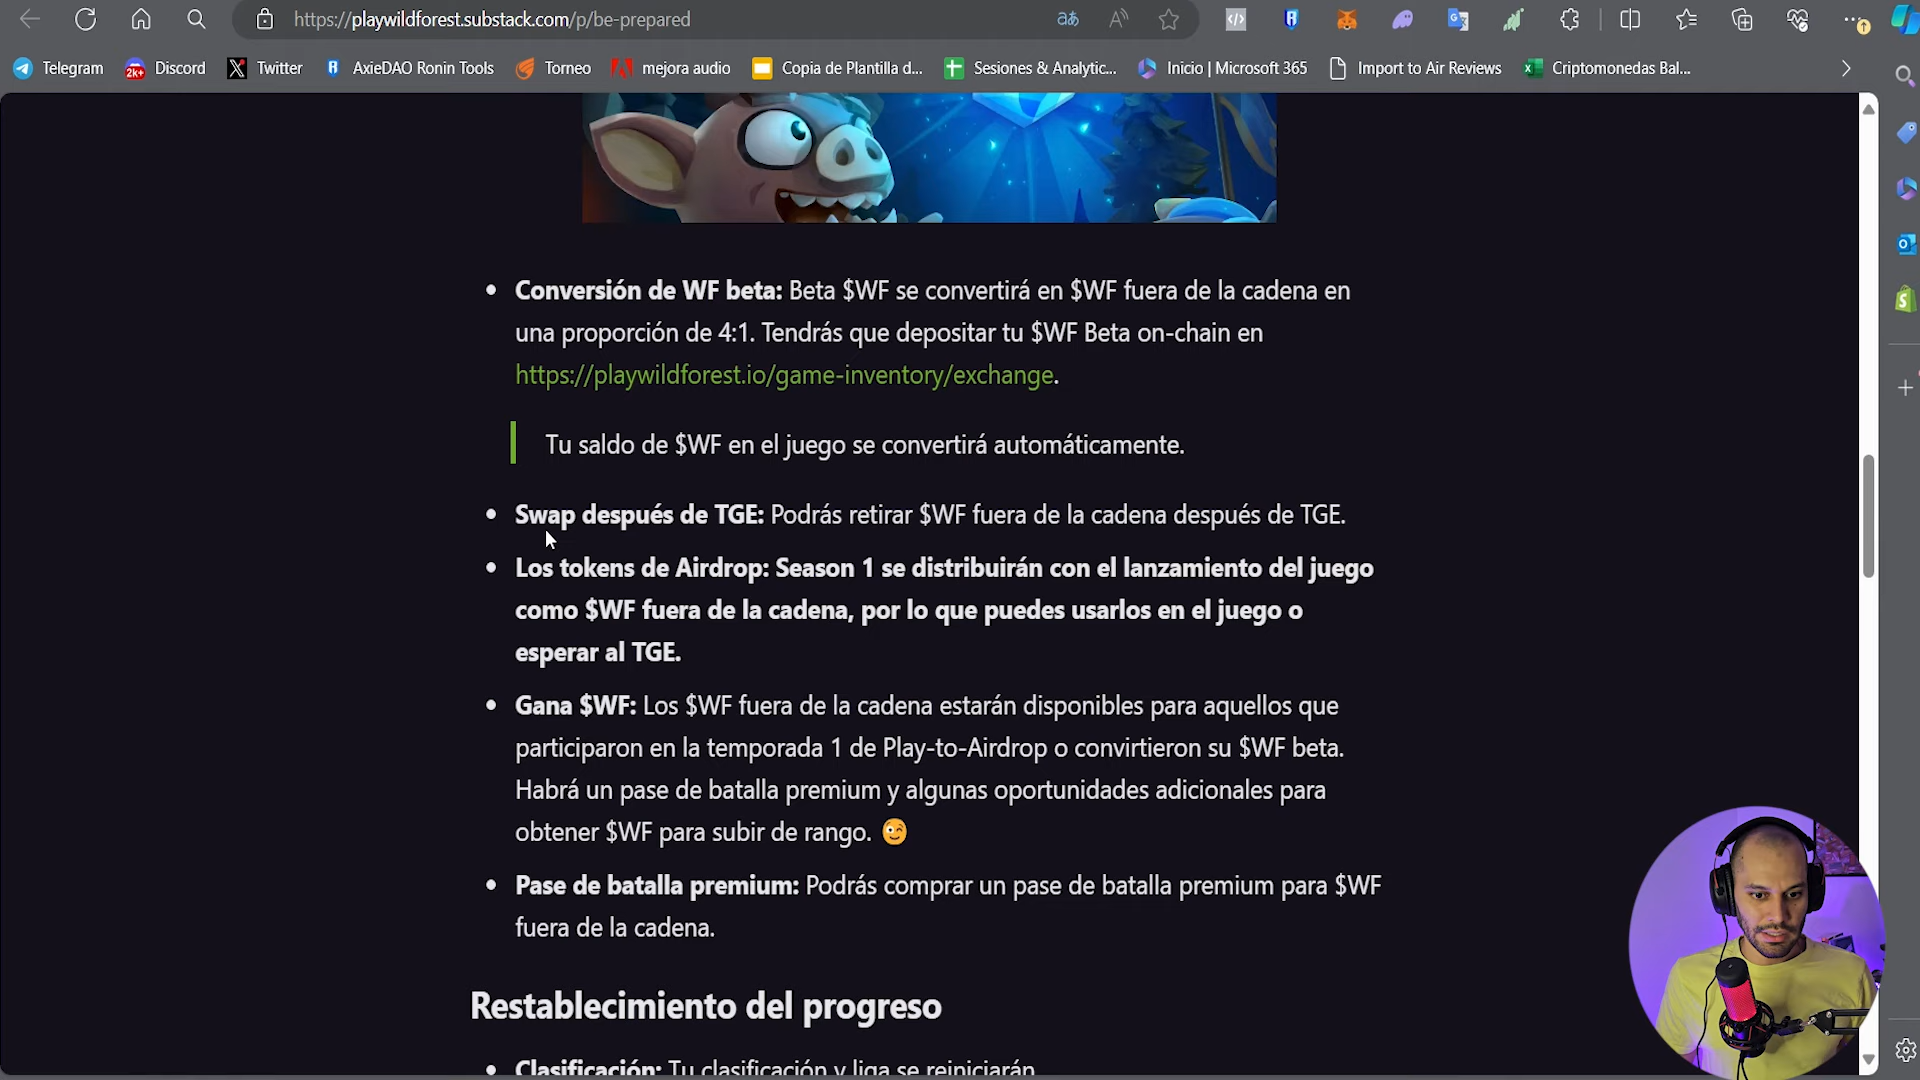 https://playwildforest.substack.com/p/be-prepared
Telegram
2k+ Discord
Twitter
AxieDAO Ronin Tools
Torneo
mejora audio
Copia de Plantilla d...
Sesiones & Analytic...
Inicio | Microsoft 365
Import to Air Reviews
Criptomonedas Bal...
• Conversión de WF beta: Beta $WF se convertirá en $WF fuera de la cadena en
una proporción de 4:1. Tendrás que depositar tu $WF Beta on-chain en
https://playwildforest.io/game-inventory/exchange.
Tu saldo de $WF en el juego se convertirá automáticamente.
• Swap después de TGE: Podrás retirar $WF fuera de la cadena después de TGE.
• Los tokens de Airdrop: Season 1 se distribuirán con el lanzamiento del juego
como $WF fuera de la cadena, por lo que puedes usarlos en el juego o
esperar al TGE.
• Gana $WF: Los $WF fuera de la cadena estarán disponibles para aquellos que
participaron en la temporada 1 de Play-to-Airdrop o convirtieron su $WF beta.
Habrá un pase de batalla premium y algunas oportunidades adicionales para
obtener $WF para subir de rango. 😉
• Pase de batalla premium: Podrás comprar un pase de batalla premium para $WF
fuera de la cadena.
Restablecimiento del progreso
• Clasificación: Tu clasificación y liga se reiniciarán